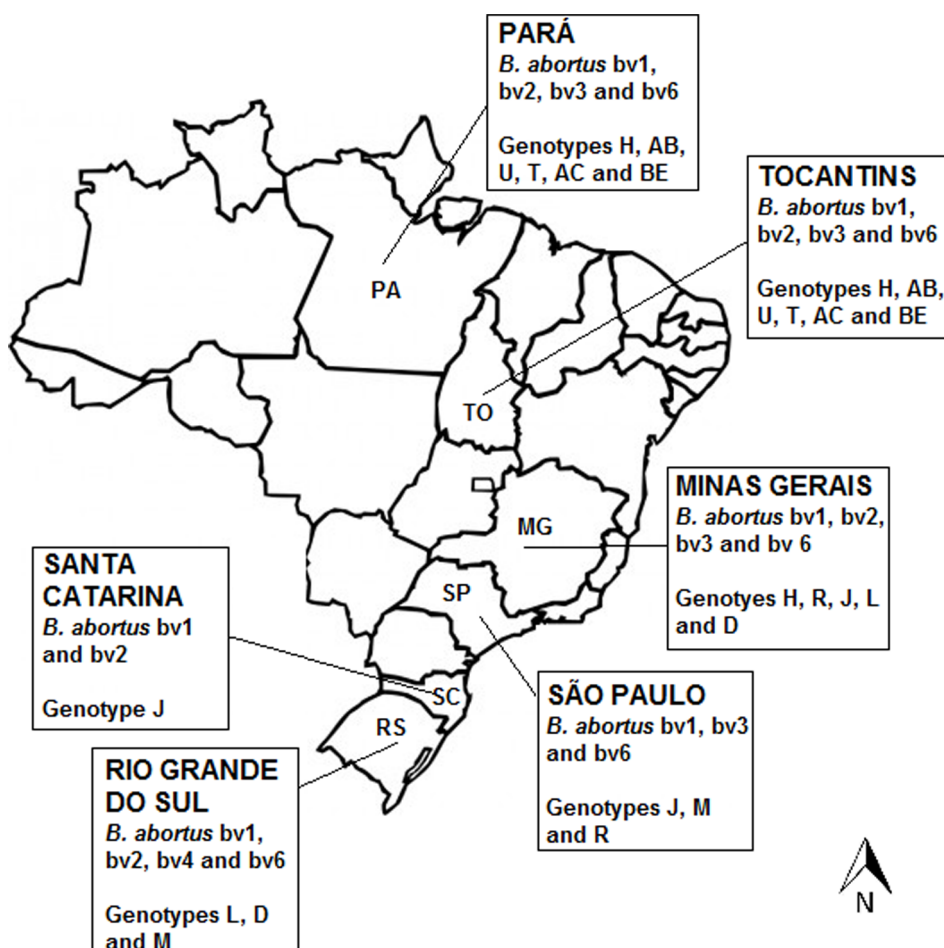 PARÁ
B. abortus bv1,
bv2, bv3 and bv6
Genotypes H, AB,
U, T, AC and BE
TOCANTINS
B. abortus bv1,
bv2, bv3 and bv6
Genotypes H, AB,
U, T, AC and BE
PA
TO
MINAS GERAIS
B. abortus bv1, bv2,
bv3 and bv 6
Genotyes H, R, J, L
and D
MG
SANTA
CATARINA
B. abortus bv1
and bv2
Genotype J
SP
SC
RS
SÃO PAULO
B. abortus bv1, bv3
and bv6
Genotypes J, M
and R
RIO GRANDE
DO SUL
B. abortus bv1,
bv2, bv4 and bv6
Genotypes L, D
and M
N